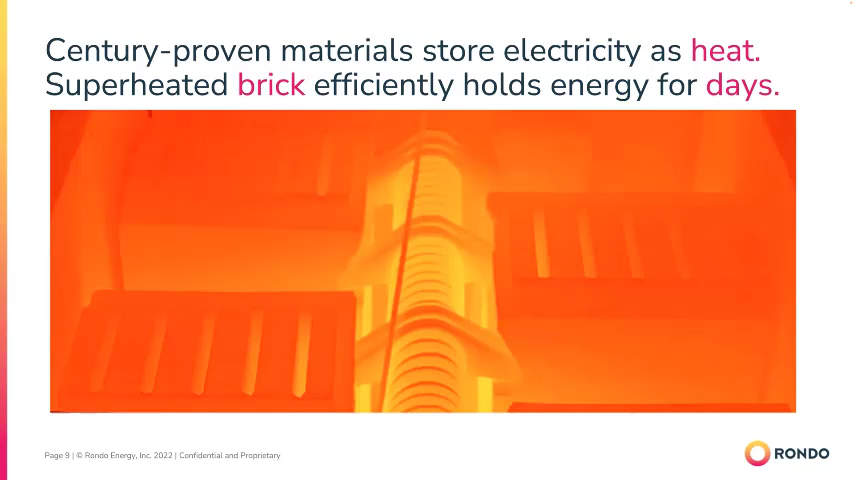 Century-proven materials store electricity as heat.
Superheated brick efficiently holds energy for days.
Page 9 | © Rondo Energy, Inc. 2022 | Confidential and Proprietary
RONDO